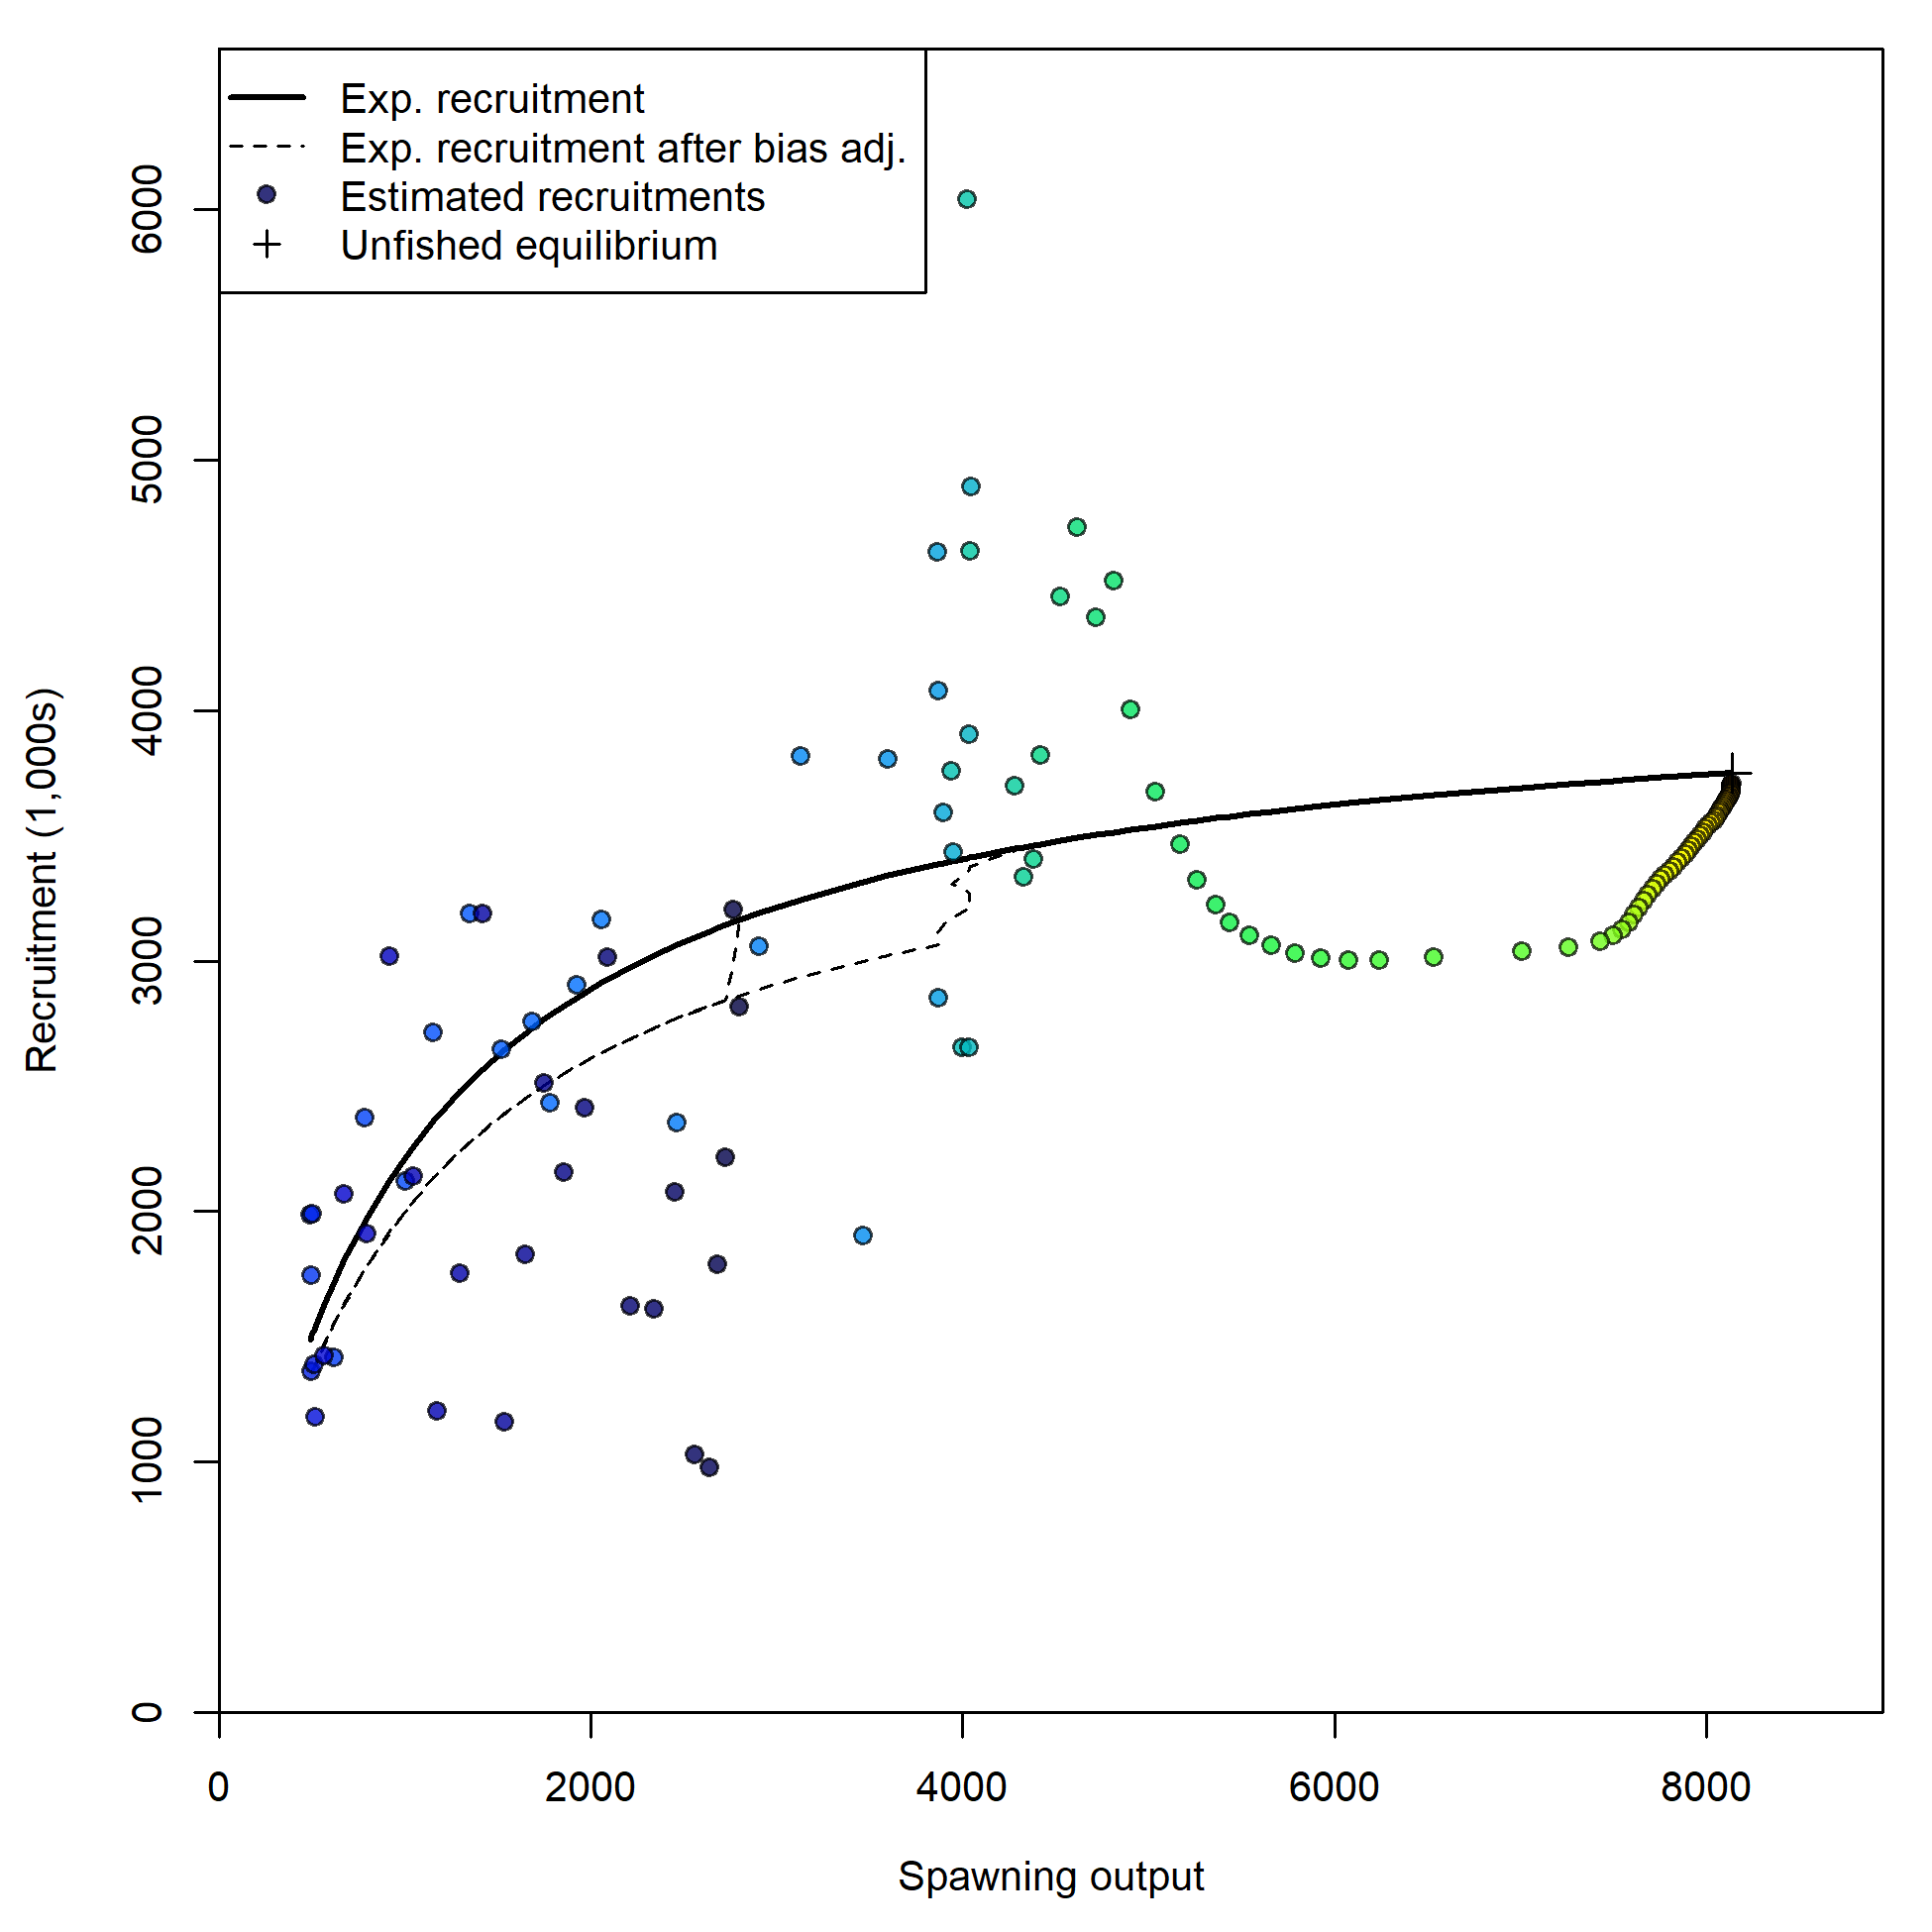 Exp. recruitment
Exp. recruitment after bias adj.
Estimated recruitments
Unfished equilibrium
6000
5000
4000
3000
2000
1000
0
Recruitment (1,000s)
0 2000 4000 6000 8000
Spawning output